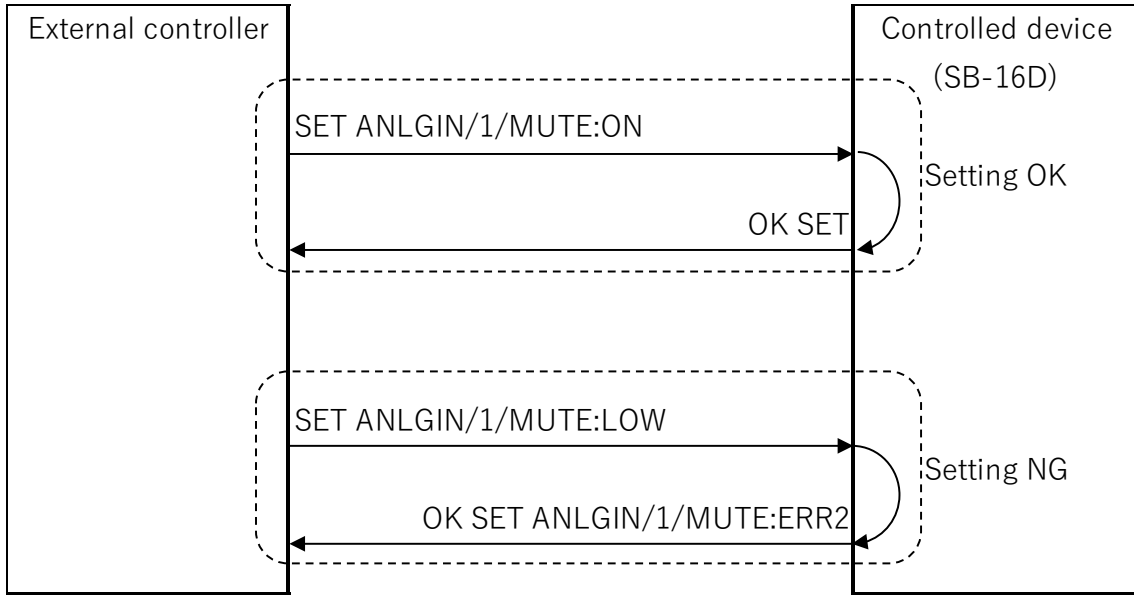 External controller
Controlled device
(SB-16D)
SET ANLGIN/1/MUTE:ON
Setting OK
OK SET
SET ANLGIN/1/MUTE:LOW
Setting NG
OK SET ANLGIN/1/MUTE:ERR2